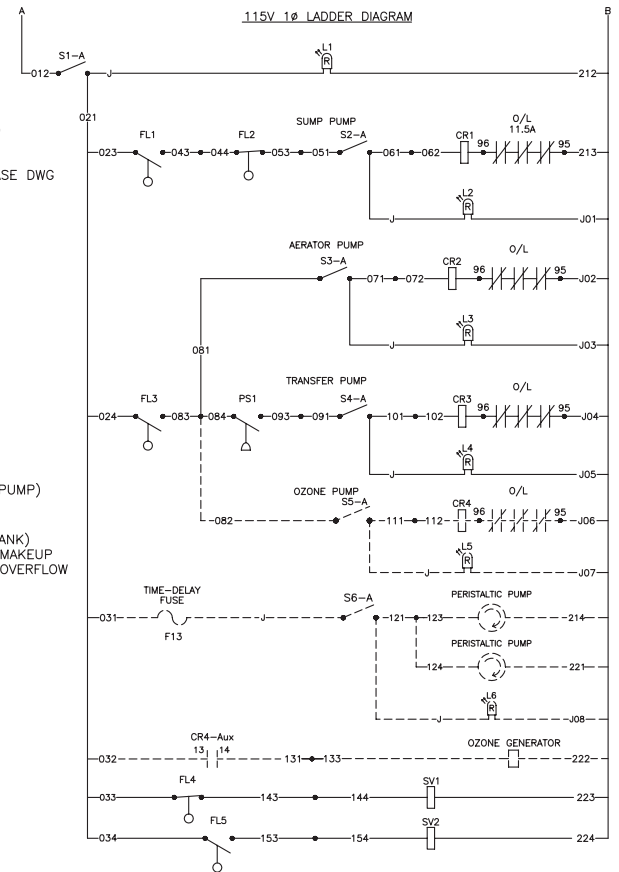 A 115V 1ø LADDER DIAGRAM B
S1-A L1
012 J 212
021
SUMP PUMP O/L
11.5A
FL1 FL2 S2-A CR1
023 043 044 053 051 061 062 96 95 213
ASE DWG
L2
J J01
AERATOR PUMP O/L
S3-A CR2
071 072 96 95 J02
L3
081 J J03
TRANSFER PUMP O/L
FL3 PS1 S4-A CR3
024 083 084 093 091 101 102 96 95 J04
L4
J J05
PUMP)
OZONE PUMP O/L
S5-A CR4
082 111 112 96 95 J06
ANK)
MAKEUP
OVERFLOW
L5
J J07
TIME-DELAY
FUSE
S6-A PERISTALTIC PUMP
031 J 121 123 214
F13
PERISTALTIC PUMP
124 221
L6
J J08
CR4-Aux OZONE GENERATOR
13 14
032 131 133 222
FL4 SV1
033 143 144 223
FL5 SV2
034 153 154 224
R
R
R
R
R
R